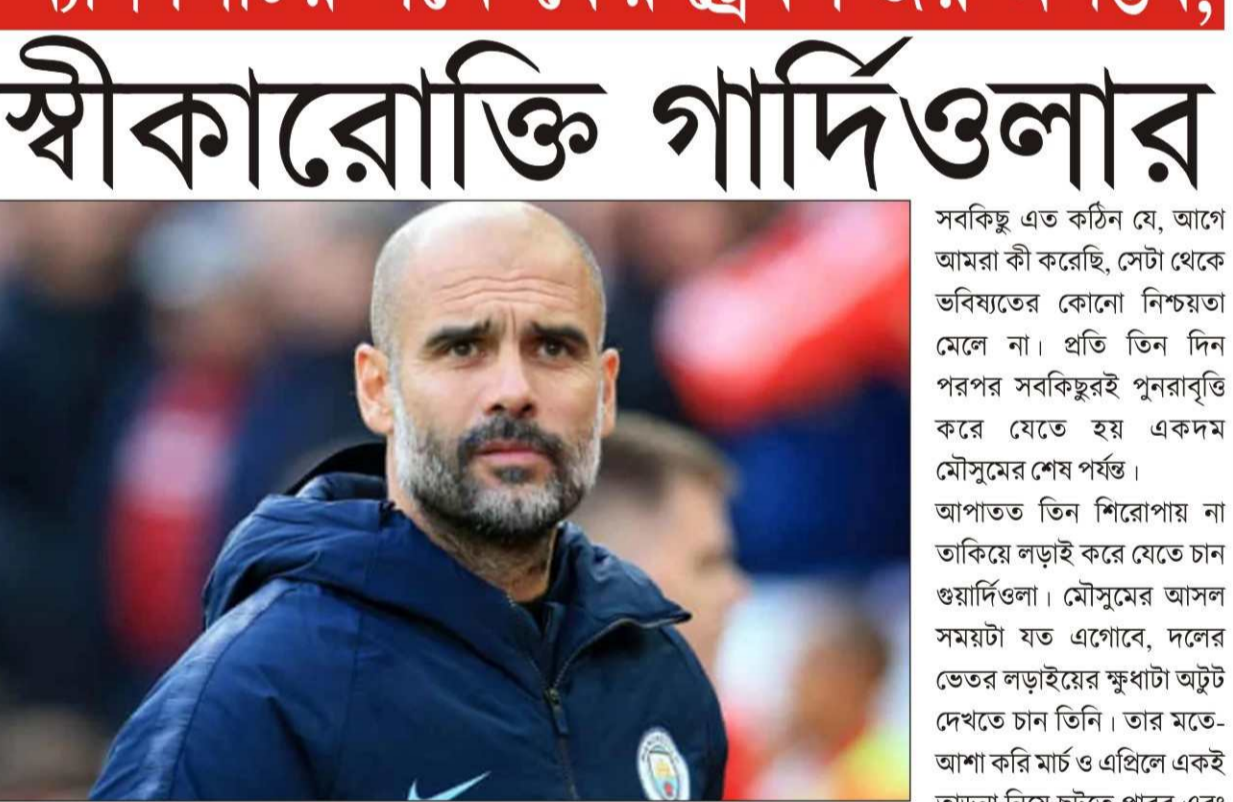 স্বীকারোক্তি গার্দিওলার
সবকিছু এত কঠিন যে, আগে
আমরা কী করেছি, সেটা থেকে
ভবিষ্যতের কোনো নিশ্চয়তা
মেলে না। প্রতি তিন দিন
পরপর সবকিছুরই পুনরাবৃত্তি
করে যেতে হয় একদম
মৌসুমের শেষ পর্যন্ত।
আপাতত তিন শিরোপায় না
তাকিয়ে লড়াই করে যেতে চান
গুয়ার্দিওলা। মৌসুমের আসল
সময়টা যত এগোবে, দলের
ভেতর লড়াইয়ের ক্ষুধাটা অটুট
দেখতে চান তিনি। তার মতে-
আশা করি মার্চ ও এপ্রিলে একই